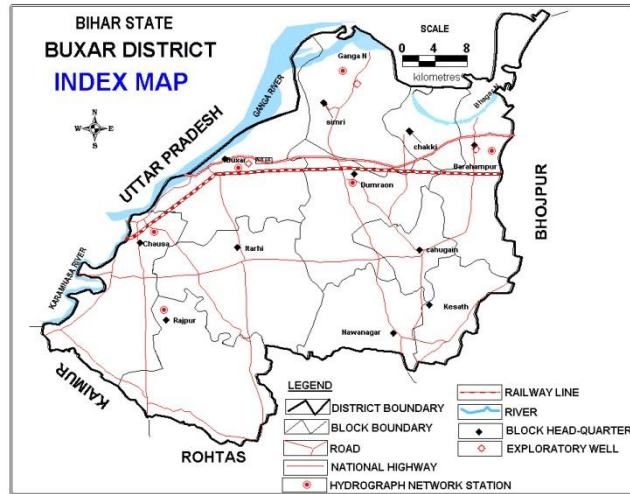 BIHAR STATE
BUXAR DISTRICT
INDEX MAP
SCALE
0 4 8
kilometres
N
W E
S
UTTAR PRADESH
GANGA RIVER
Ganga N
simri
Bhagar N
chakki
Buxar
Barahampur
Dumraon
BHOJPUR
Chausa
Itarhi
cahugain
KARAMNASA RIVER
Rajpur
Kesath
Nawanagar
KAIMUR
ROHTAS
LEGEND
DISTRICT BOUNDARY
BLOCK BOUNDARY
ROAD
NATIONAL HIGHWAY
HYDROGRAPH NETWORK STATION
RAILWAY LINE
RIVER
BLOCK HEAD-QUARTER
EXPLORATORY WELL